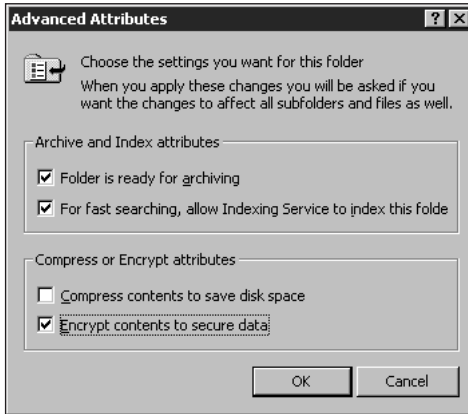 Advanced Attributes
Choose the settings you want for this folder
When you apply these changes you will be asked if you
want the changes to affect all subfolders and files as well.
Archive and Index attributes
Folder is ready for archiving
For fast searching, allow Indexing Service to index this folde
Compress or Encrypt attributes
Compress contents to save disk space
Encrypt contents to secure data
OK Cancel